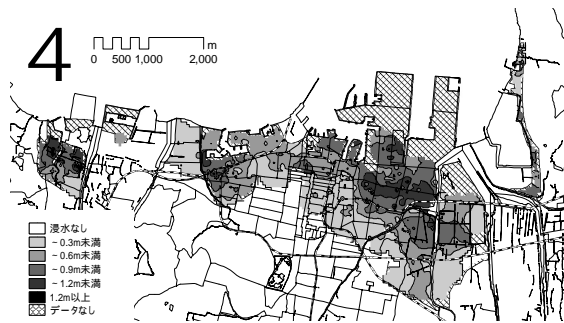 4
m
0 500 1,000 2,000
浸水なし
~0.3m未満
~0.6m未満
~0.9m未満
~1.2m未満
1.2m以上
データなし